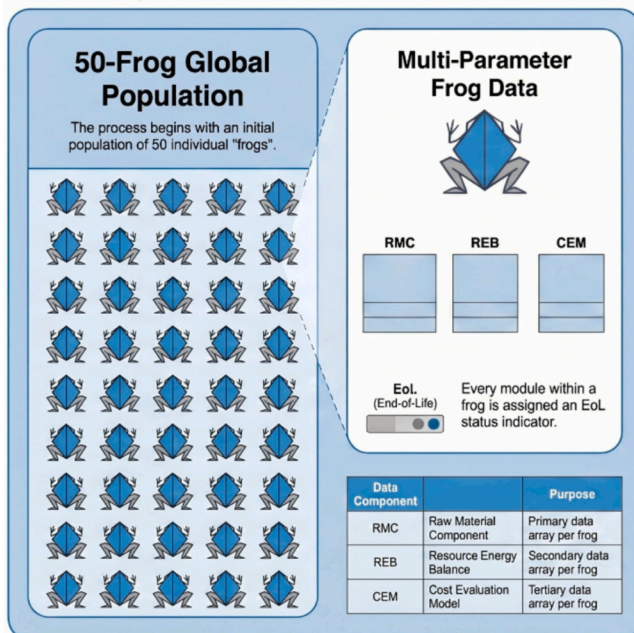 50-Frog Global
Population
The process begins with an initial
population of 50 individual "frogs".
Multi-Parameter
Frog Data
RMC REB CEM
EoL.
(End-of-Life)
Every module within a
frog is assigned an EoL
status indicator.
Data
Component
Purpose
RMC
Raw Material
Component
Primary data
array per frog
REB
Resource Energy
Balance
Secondary data
array per frog
CEM
Cost Evaluation
Model
Tertiary data
array per frog